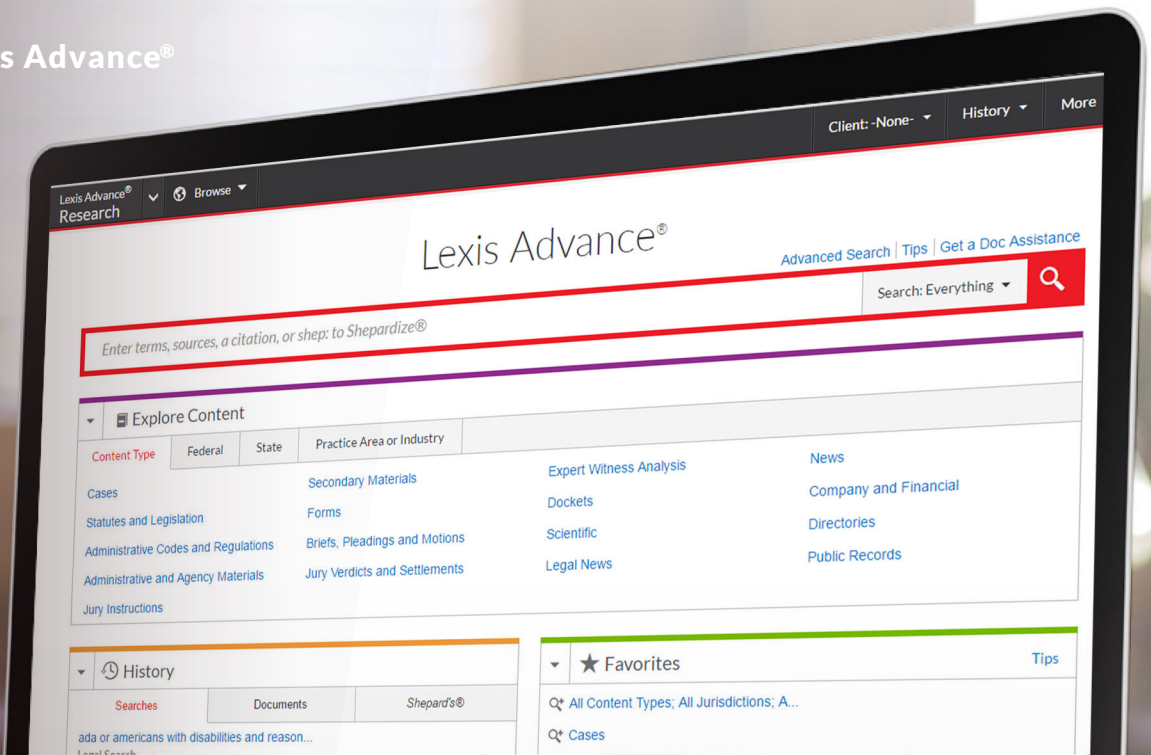 s Advance®
Client: -None-
History
More
Lexis Advance®
Research
Browse
Lexis Advance®
Advanced Search | Tips | Get a Doc Assistance
Enter terms, sources, a citation, or shep: to Shepardize®
Search: Everything
Explore Content
Content Type
Federal
State
Practice Area or Industry
Cases
Statutes and Legislation
Administrative Codes and Regulations
Administrative and Agency Materials
Jury Instructions
Secondary Materials
Forms
Briefs, Pleadings and Motions
Jury Verdicts and Settlements
Expert Witness Analysis
Dockets
Scientific
Legal News
News
Company and Financial
Directories
Public Records
History
Searches
Documents
Shepard's®
ada or americans with disabilities and reason...
Legal Search
Favorites
Tips
All Content Types; All Jurisdictions; A...
Cases